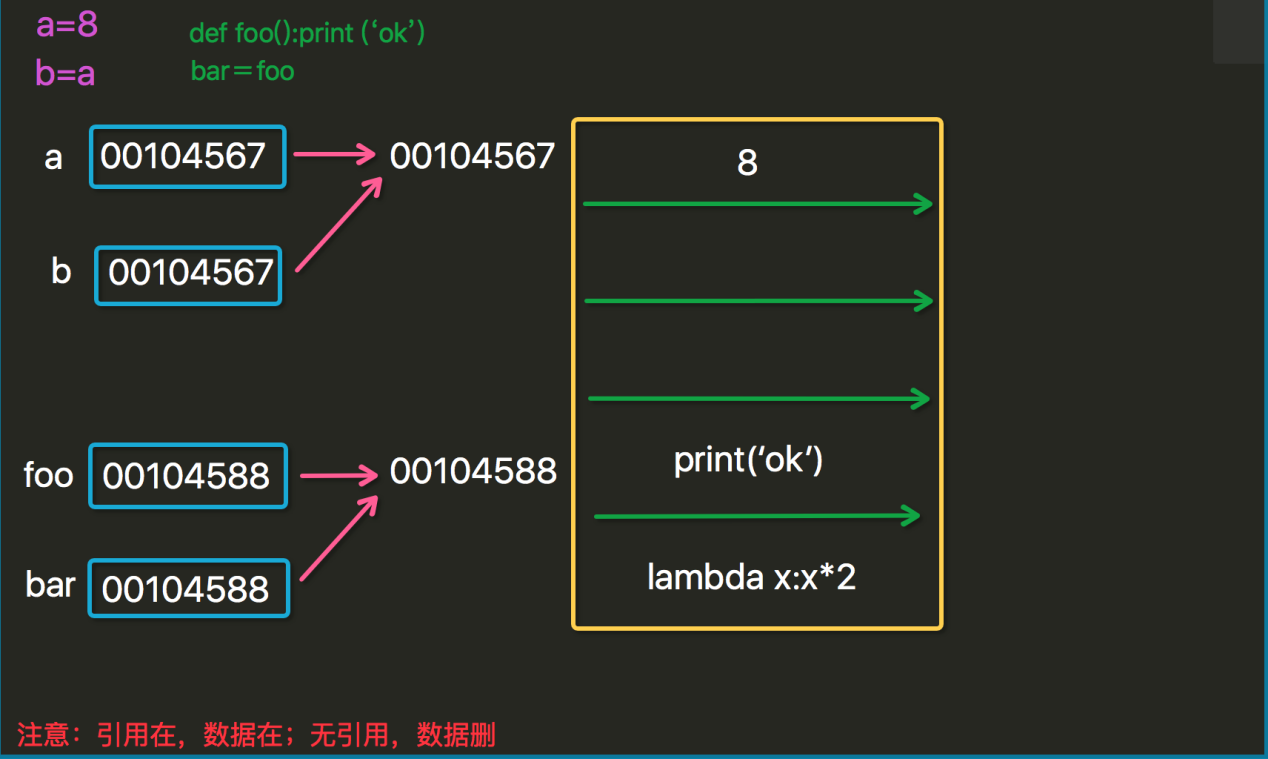 a=8
def foo():print (‘ok’)
b=a
bar=foo
a 00104567 00104567 8
b 00104567
print(‘ok’)
foo 00104588 00104588
lambda x:x*2
bar 00104588
注意：引用在，数据在；无引用，数据删